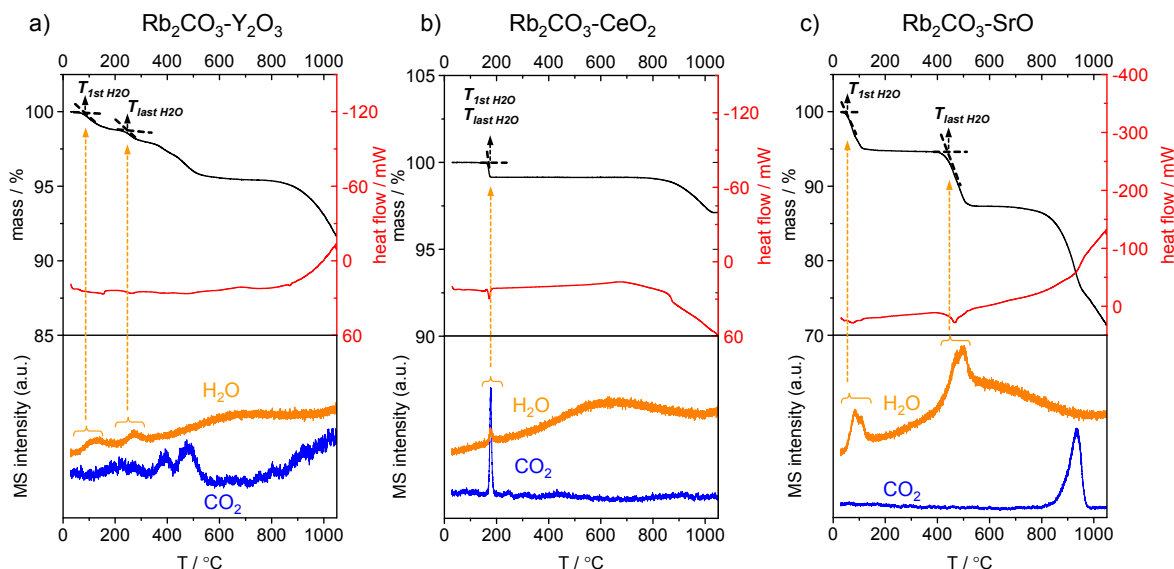 a) Rb₂CO₃-Y₂O₃
0 200 400 600 800 1000
T1st H2O
Tlast H2O
mass / %
100
95
90
85
heat flow / mW
-120
-60
0
60
MS intensity (a.u.)
H₂O
CO₂
0 200 400 600 800 1000
T / °C
b) Rb₂CO₃-CeO₂
0 200 400 600 800 1000
T1st H2O
Tlast H2O
mass / %
105
100
95
90
heat flow / mW
-120
-80
-40
0
40
MS intensity (a.u.)
H₂O
CO₂
0 200 400 600 800 1000
T / °C
c) Rb₂CO₃-SrO
0 200 400 600 800 1000
T1st H2O
Tlast H2O
mass / %
100
90
80
70
heat flow / mW
-400
-300
-200
-100
0
MS intensity (a.u.)
H₂O
CO₂
0 200 400 600 800 1000
T / °C